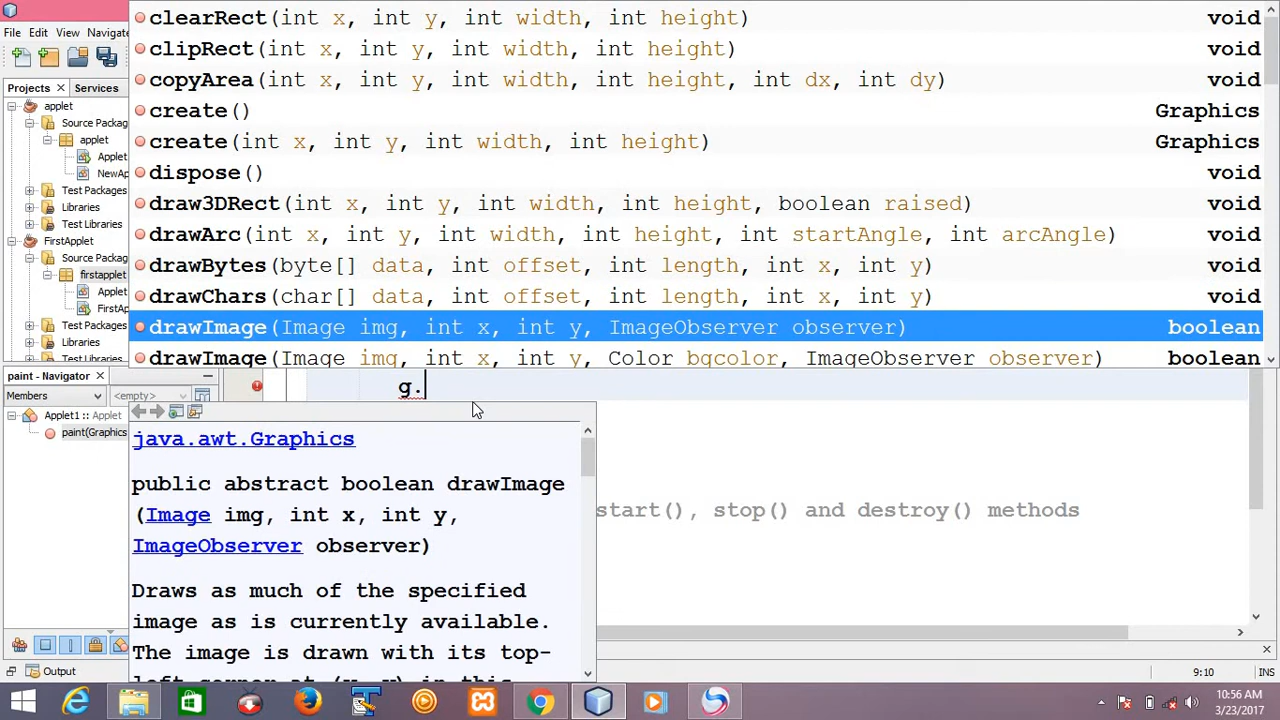 clearRect(int x, int y, int width, int height) void
File Edit View Navigate
clipRect(int x, int y, int width, int height) void
copyArea(int x, int y, int width, int height, int dx, int dy) void
Projects Services
applet
create() Graphics
Source Packag
applet
create(int x, int y, int width, int height) Graphics
Applet
NewAp
dispose() void
Test Packages
Libraries
draw3DRect(int x, int y, int width, int height, boolean raised) void
Test Libraries
FirstApplet
drawArc(int x, int y, int width, int height, int startAngle, int arcAngle) void
Source Packag
firstapplet
drawBytes(byte[] data, int offset, int length, int x, int y) void
Applet
FirstAp
drawChars(char[] data, int offset, int length, int x, int y) void
Test Packages
Libraries
drawImage(Image img, int x, int y, ImageObserver observer) boolean
Test Libraries
drawImage(Image img, int x, int y, Color bgcolor, ImageObserver observer) boolean
paint - Navigator
Members <empty>
g.
Applet1 :: Applet
paint(Graphics
java.awt.Graphics
public abstract boolean drawImage
(Image img, int x, int y,
ImageObserver observer)
start(), stop() and destroy() methods
Draws as much of the specified
image as is currently available.
The image is drawn with its top-
left corner at (x, y) in this
Output
9:10 INS
10:56 AM
3/23/2017